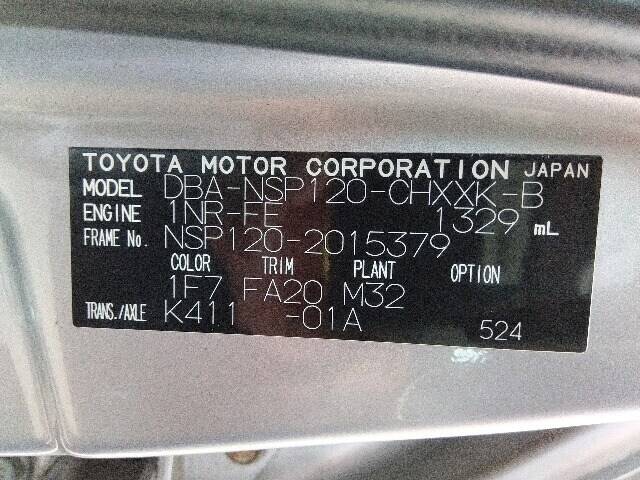 TOYOTA MOTOR CORPORATION JAPAN
MODEL DBA-NSP120-CHXXK-B
ENGINE 1NR-FE 1329 mL
FRAME No. NSP120-2015379
COLOR TRIM PLANT OPTION
1F7 FA20 M32
TRANS./AXLE K411 -01A 524